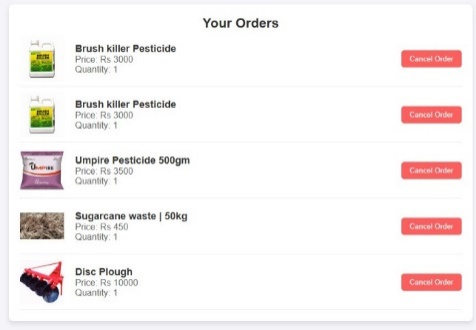 Your Orders
Brush killer Pesticide
Price: Rs 3000
Quantity: 1
Cancel Order
Brush killer Pesticide
Price: Rs 3000
Quantity: 1
Cancel Order
Umpire Pesticide 500gm
Price: Rs 3500
Quantity: 1
Cancel Order
Sugarcane waste | 50kg
Price: Rs 450
Quantity: 1
Cancel Order
Disc Plough
Price: Rs 10000
Quantity: 1
Cancel Order